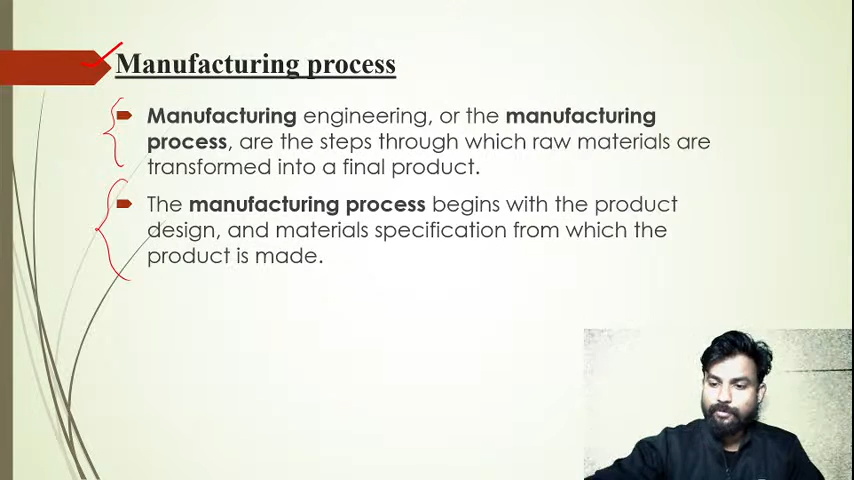 Manufacturing process
Manufacturing engineering, or the manufacturing
process, are the steps through which raw materials are
transformed into a final product.
The manufacturing process begins with the product
design, and materials specification from which the
product is made.